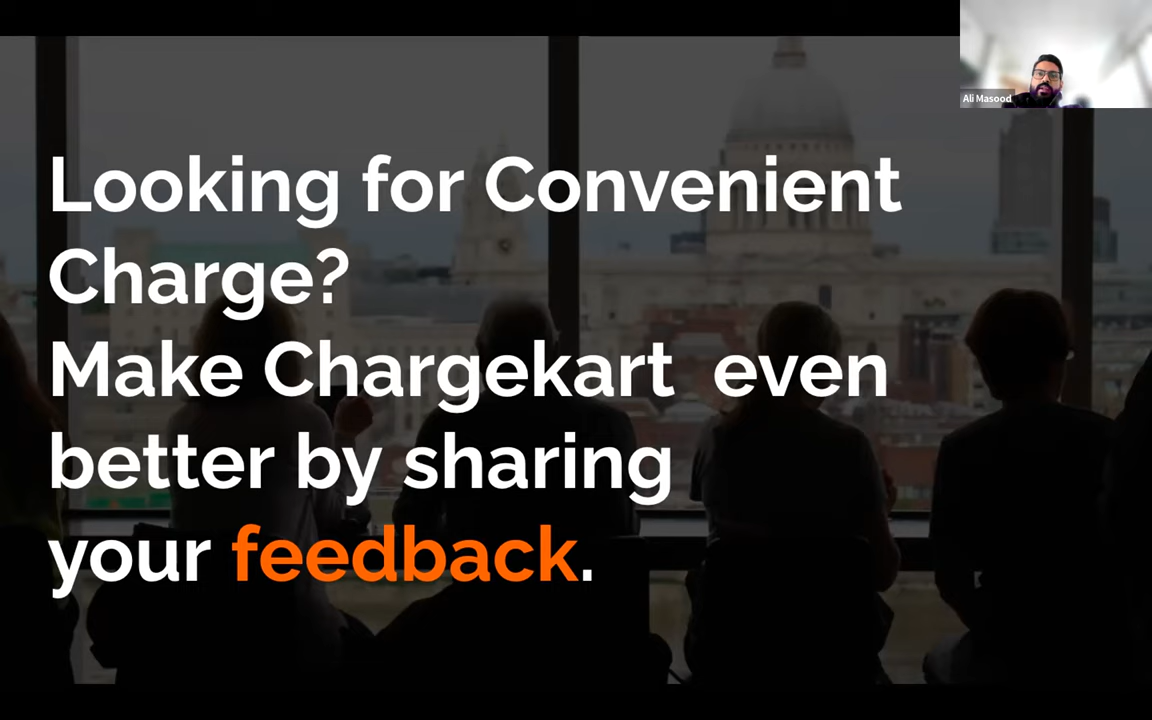 Ali Masood
Looking for Convenient
Charge?
Make Chargekart  even
better by sharing
your feedback.